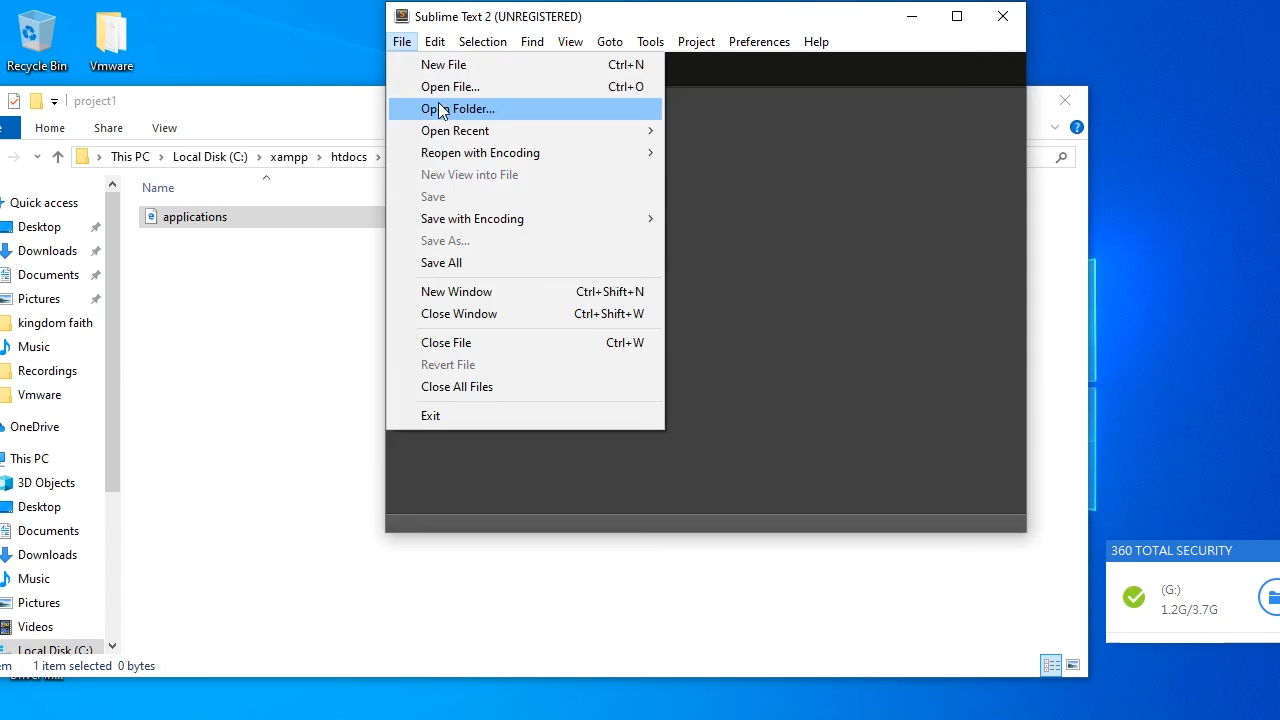 Recycle Bin
Vmware
Sublime Text 2 (UNREGISTERED)
File Edit Selection Find View Goto Tools Project Preferences Help
New File Ctrl+N
Open File... Ctrl+O
Open Folder...
Open Recent
Reopen with Encoding
New View into File
Save
Save with Encoding
Save As...
Save All
New Window Ctrl+Shift+N
Close Window Ctrl+Shift+W
Close File Ctrl+W
Revert File
Close All Files
Exit
project1
Home Share View
This PC Local Disk (C:) xampp htdocs
Name
applications
Quick access
Desktop
Downloads
Documents
Pictures
kingdom faith
Music
Recordings
Vmware
OneDrive
This PC
3D Objects
Desktop
Documents
Downloads
Music
Pictures
Videos
Local Disk (C:)
1 item selected 0 bytes
360 TOTAL SECURITY
(G:)
1.2G/3.7G